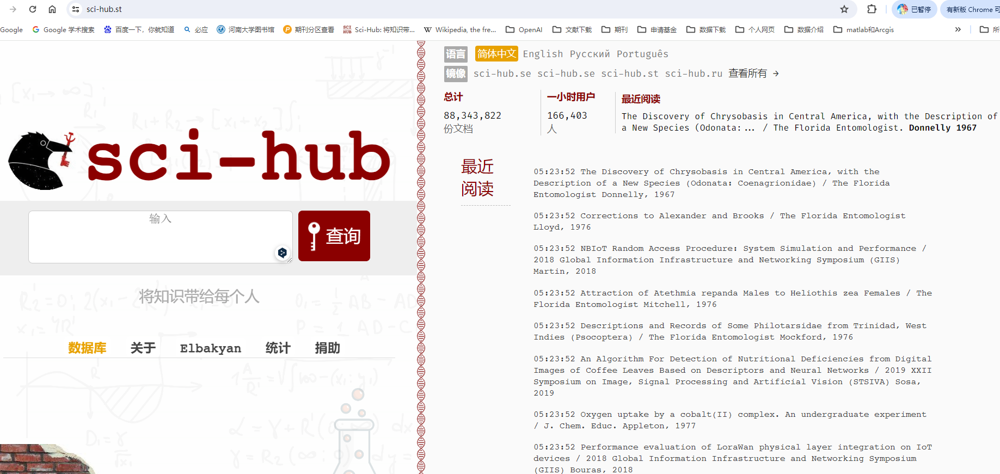 sci-hub.st
已暂停
有新版 Chrome 可
Google
Google 学术搜索
百度一下，你就知道
必应
河南大学图书馆
期刊分区查看
Sci-Hub: 将知识带...
Wikipedia, the fre...
OpenAI
文献下载
期刊
申请基金
数据下载
个人网页
数据介绍
matlab和Arcgis
语言 简体中文 English Русский Português
镜像 sci-hub.se sci-hub.se sci-hub.st sci-hub.ru 查看所有 →
总计
88,343,822
份文档
一小时用户
166,403
人
最近阅读
The Discovery of Chrysobasis in Central America, with the Description of
a New Species (Odonata:... / The Florida Entomologist. Donnelly 1967
sci-hub
输入
查询
将知识带给每个人
数据库 关于 Elbakyan 统计 捐助
最近
阅读
05:23:52 The Discovery of Chrysobasis in Central America, with the
Description of a New Species (Odonata: Coenagrionidae) / The Florida
Entomologist Donnelly, 1967
05:23:52 Corrections to Alexander and Brooks / The Florida Entomologist
Lloyd, 1976
05:23:52 NBIoT Random Access Procedure: System Simulation and Performance /
2018 Global Information Infrastructure and Networking Symposium (GIIS)
Martin, 2018
05:23:52 Attraction of Atethmia repanda Males to Heliothis zea Females / The
Florida Entomologist Mitchell, 1976
05:23:52 Descriptions and Records of Some Philotarsidae from Trinidad, West
Indies (Psocoptera) / The Florida Entomologist Mockford, 1976
05:23:52 An Algorithm For Detection of Nutritional Deficiencies from Digital
Images of Coffee Leaves Based on Descriptors and Neural Networks / 2019 XXII
Symposium on Image, Signal Processing and Artificial Vision (STSIVA) Sosa,
2019
05:23:52 Oxygen uptake by a cobalt(II) complex. An undergraduate experiment
/ J. Chem. Educ. Appleton, 1977
05:23:52 Performance evaluation of LoraWan physical layer integration on IoT
devices / 2018 Global Information Infrastructure and Networking Symposium
(GIIS) Bouras, 2018